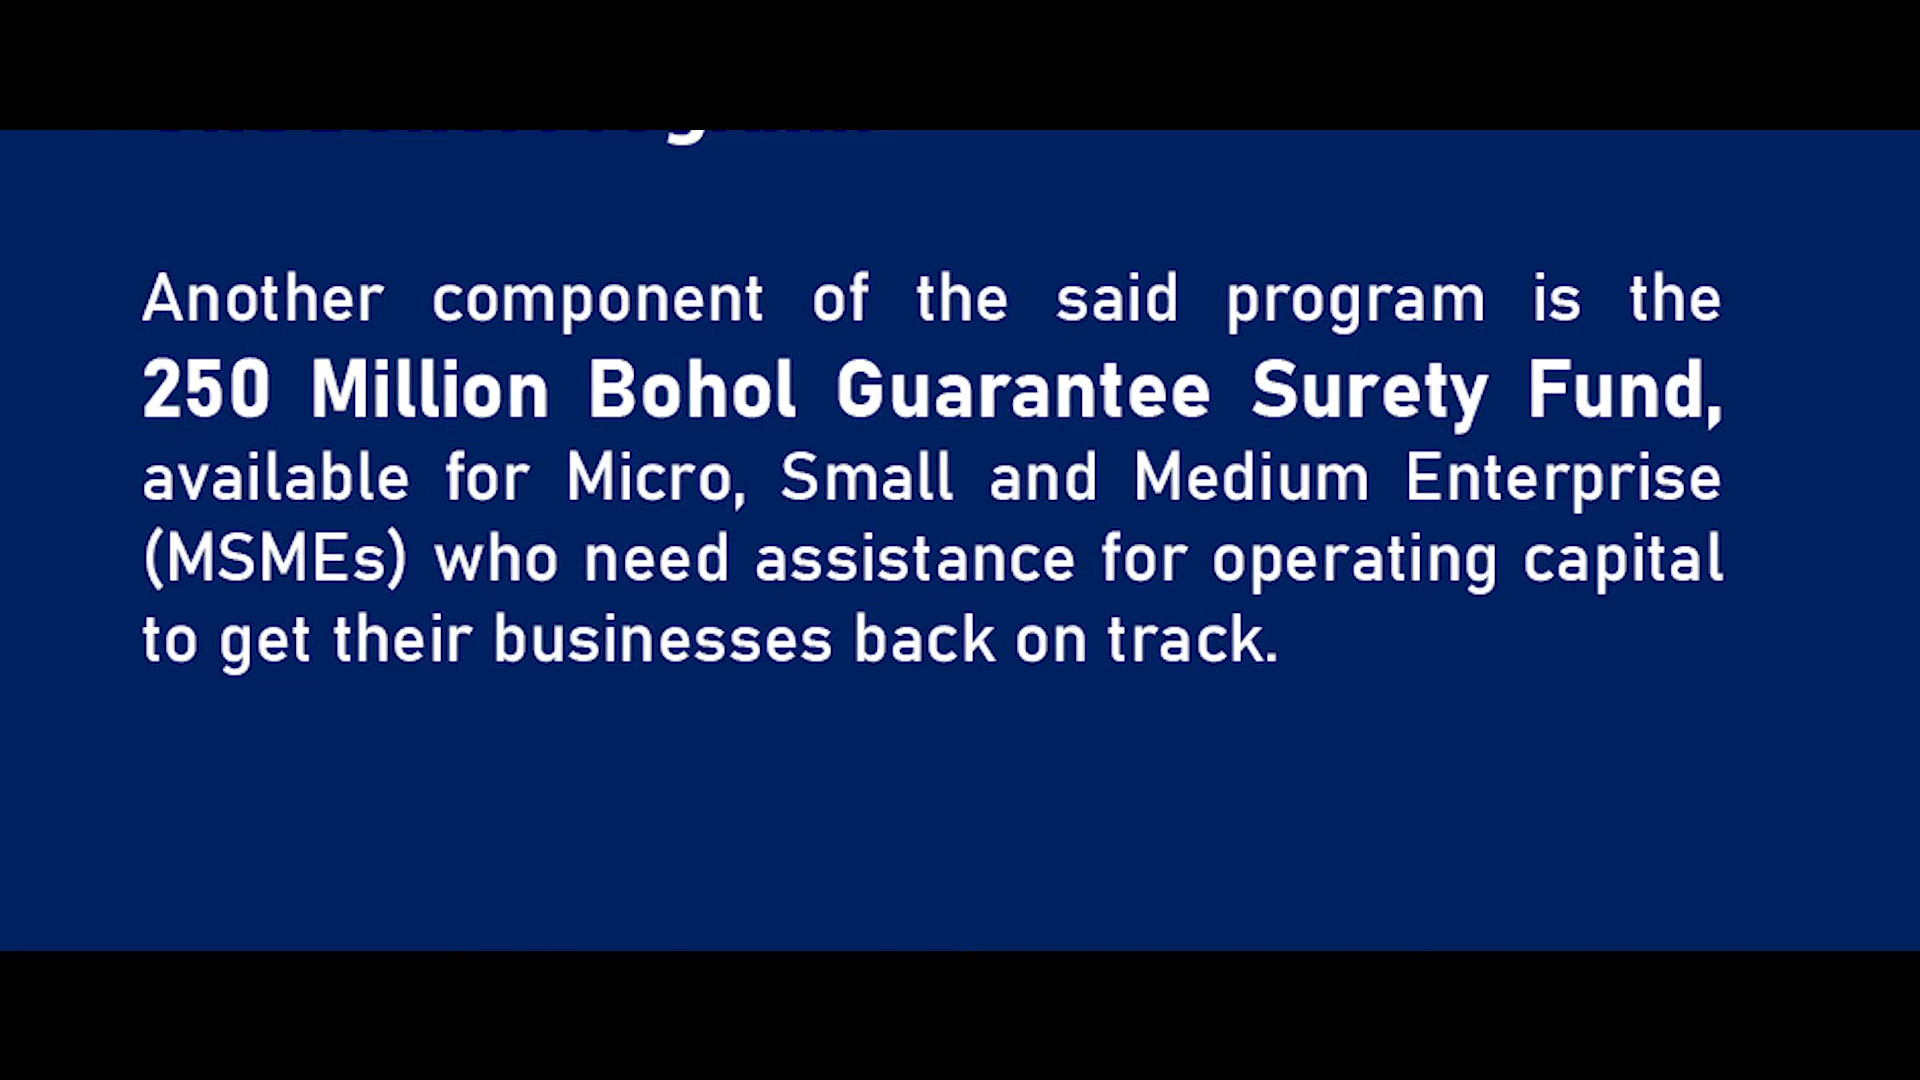 Another component of the said program is the
250 Million Bohol Guarantee Surety Fund,
available for Micro, Small and Medium Enterprise
(MSMEs) who need assistance for operating capital
to get their businesses back on track.